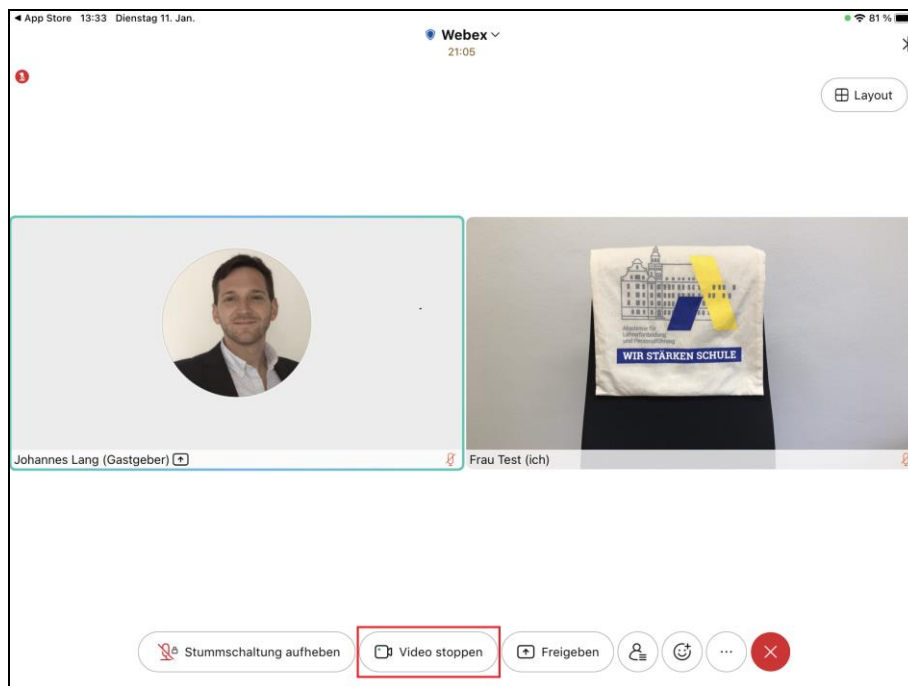 App Store 13:33 Dienstag 11. Jan.
81 %
Webex
21:05
1
Layout
Akademie für
Lehrerfortbildung
und Personalführung
WIR STÄRKEN SCHULE
Johannes Lang (Gastgeber)
Frau Test (ich)
Stummschaltung aufheben
Video stoppen
Freigeben